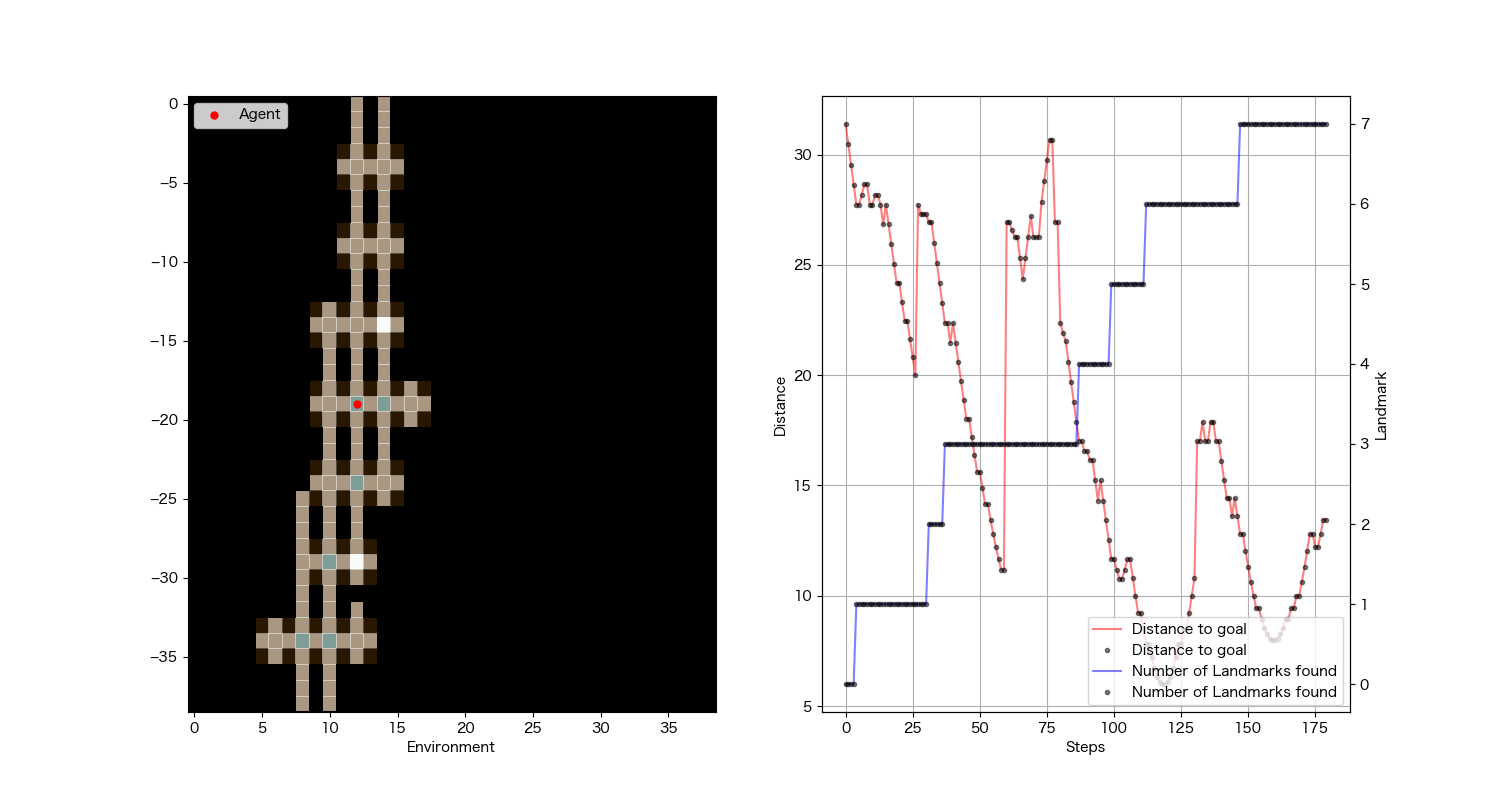 Agent
0
−5
−10
−15
−20
−25
−30
−35
0 5 10 15 20 25 30 35
Environment
30
25
20
15
10
5
Distance
0 25 50 75 100 125 150 175
Steps
7
6
5
4
3
2
1
0
Landmark
Distance to goal
Distance to goal
Number of Landmarks found
Number of Landmarks found